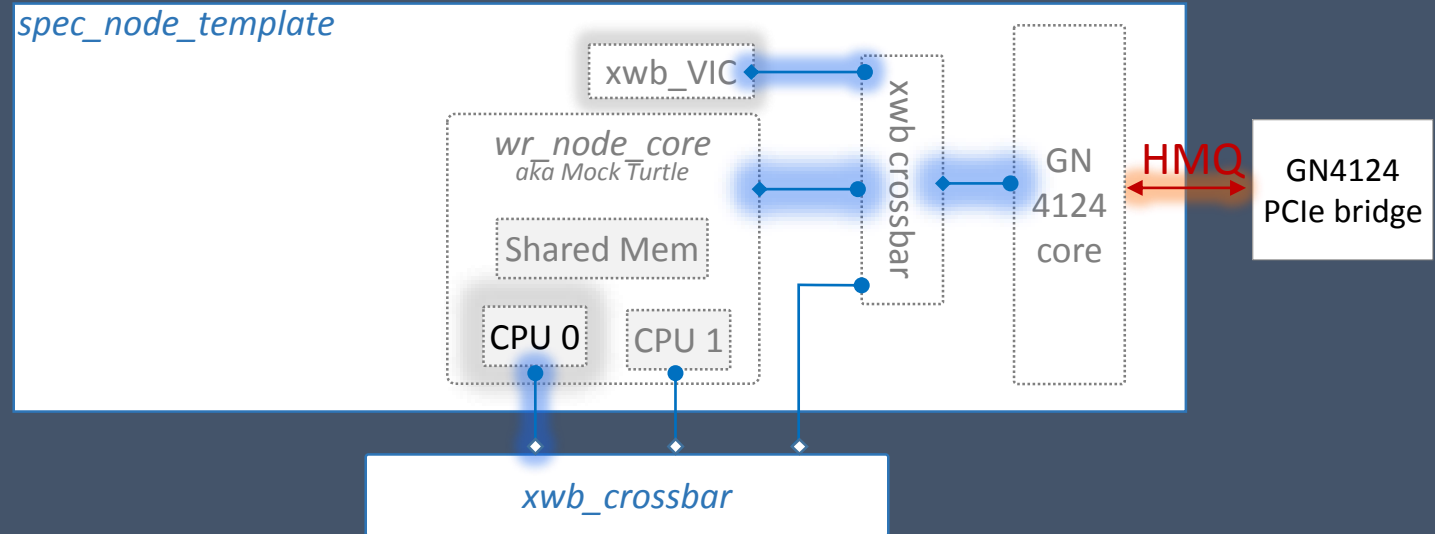 spec_node_template
xwb_VIC
wr_node_core
aka Mock Turtle
Shared Mem
CPU 0
CPU 1
xwb crossbar
GN
4124
core
HMQ
GN4124
PCIe bridge
xwb_crossbar